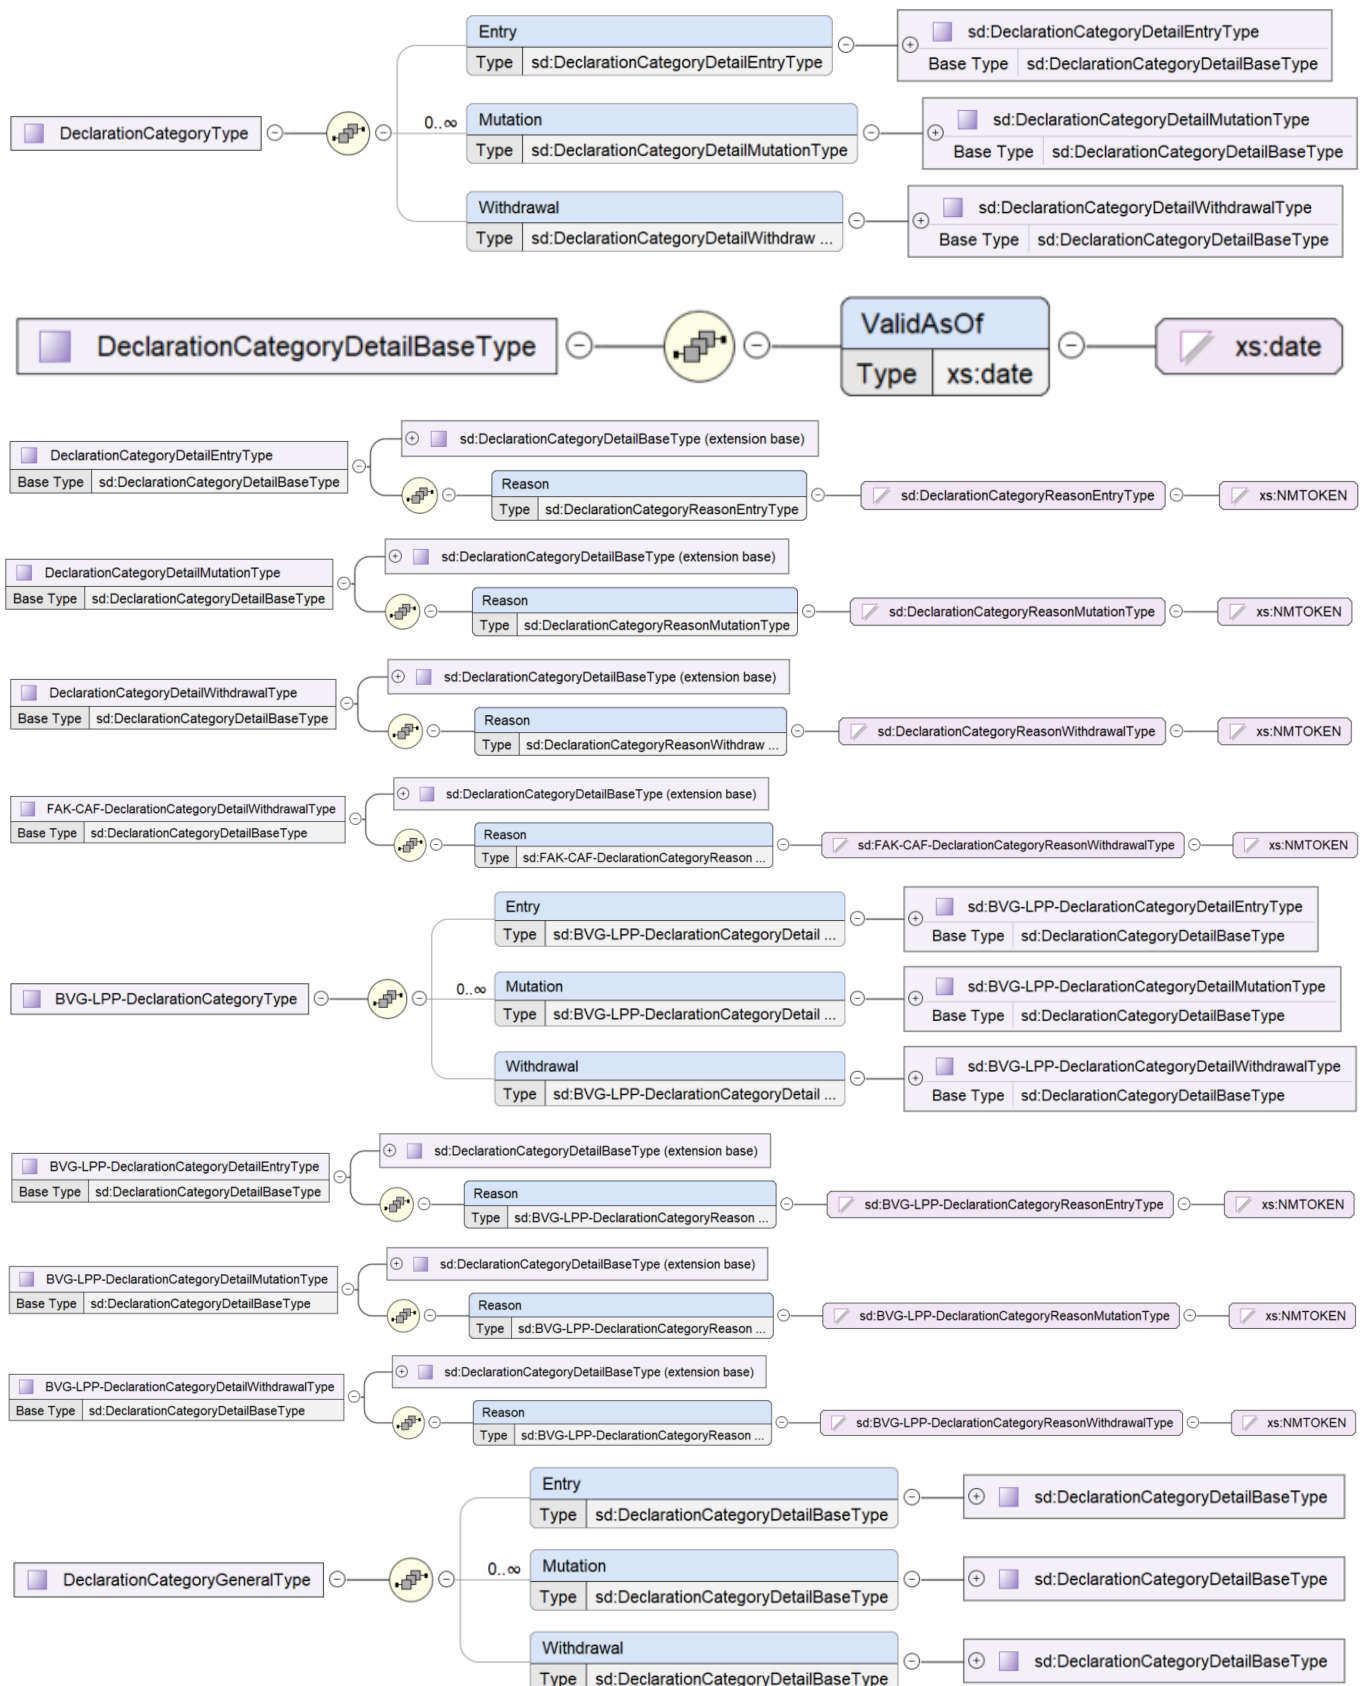 Entry
Type sd:DeclarationCategoryDetailEntryType
sd:DeclarationCategoryDetailEntryType
Base Type sd:DeclarationCategoryDetailBaseType
DeclarationCategoryType
0..∞
Mutation
Type sd:DeclarationCategoryDetailMutationType
sd:DeclarationCategoryDetailMutationType
Base Type sd:DeclarationCategoryDetailBaseType
Withdrawal
Type sd:DeclarationCategoryDetailWithdraw ...
sd:DeclarationCategoryDetailWithdrawalType
Base Type sd:DeclarationCategoryDetailBaseType
DeclarationCategoryDetailBaseType
ValidAsOf
Type xs:date
xs:date
DeclarationCategoryDetailEntryType
Base Type sd:DeclarationCategoryDetailBaseType
sd:DeclarationCategoryDetailBaseType (extension base)
Reason
Type sd:DeclarationCategoryReasonEntryType
sd:DeclarationCategoryReasonEntryType
xs:NMTOKEN
DeclarationCategoryDetailMutationType
Base Type sd:DeclarationCategoryDetailBaseType
sd:DeclarationCategoryDetailBaseType (extension base)
Reason
Type sd:DeclarationCategoryReasonMutationType
sd:DeclarationCategoryReasonMutationType
xs:NMTOKEN
DeclarationCategoryDetailWithdrawalType
Base Type sd:DeclarationCategoryDetailBaseType
sd:DeclarationCategoryDetailBaseType (extension base)
Reason
Type sd:DeclarationCategoryReasonWithdraw ...
sd:DeclarationCategoryReasonWithdrawalType
xs:NMTOKEN
FAK-CAF-DeclarationCategoryDetailWithdrawalType
Base Type sd:DeclarationCategoryDetailBaseType
sd:DeclarationCategoryDetailBaseType (extension base)
Reason
Type sd:FAK-CAF-DeclarationCategoryReason ...
sd:FAK-CAF-DeclarationCategoryReasonWithdrawalType
xs:NMTOKEN
Entry
Type sd:BVG-LPP-DeclarationCategoryDetail ...
sd:BVG-LPP-DeclarationCategoryDetailEntryType
Base Type sd:DeclarationCategoryDetailBaseType
BVG-LPP-DeclarationCategoryType
0..∞
Mutation
Type sd:BVG-LPP-DeclarationCategoryDetail ...
sd:BVG-LPP-DeclarationCategoryDetailMutationType
Base Type sd:DeclarationCategoryDetailBaseType
Withdrawal
Type sd:BVG-LPP-DeclarationCategoryDetail ...
sd:BVG-LPP-DeclarationCategoryDetailWithdrawalType
Base Type sd:DeclarationCategoryDetailBaseType
BVG-LPP-DeclarationCategoryDetailEntryType
Base Type sd:DeclarationCategoryDetailBaseType
sd:DeclarationCategoryDetailBaseType (extension base)
Reason
Type sd:BVG-LPP-DeclarationCategoryReason ...
sd:BVG-LPP-DeclarationCategoryReasonEntryType
xs:NMTOKEN
BVG-LPP-DeclarationCategoryDetailMutationType
Base Type sd:DeclarationCategoryDetailBaseType
sd:DeclarationCategoryDetailBaseType (extension base)
Reason
Type sd:BVG-LPP-DeclarationCategoryReason ...
sd:BVG-LPP-DeclarationCategoryReasonMutationType
xs:NMTOKEN
BVG-LPP-DeclarationCategoryDetailWithdrawalType
Base Type sd:DeclarationCategoryDetailBaseType
sd:DeclarationCategoryDetailBaseType (extension base)
Reason
Type sd:BVG-LPP-DeclarationCategoryReason ...
sd:BVG-LPP-DeclarationCategoryReasonWithdrawalType
xs:NMTOKEN
Entry
Type sd:DeclarationCategoryDetailBaseType
sd:DeclarationCategoryDetailBaseType
DeclarationCategoryGeneralType
0..∞
Mutation
Type sd:DeclarationCategoryDetailBaseType
sd:DeclarationCategoryDetailBaseType
Withdrawal
Type sd:DeclarationCategoryDetailBaseType
sd:DeclarationCategoryDetailBaseType